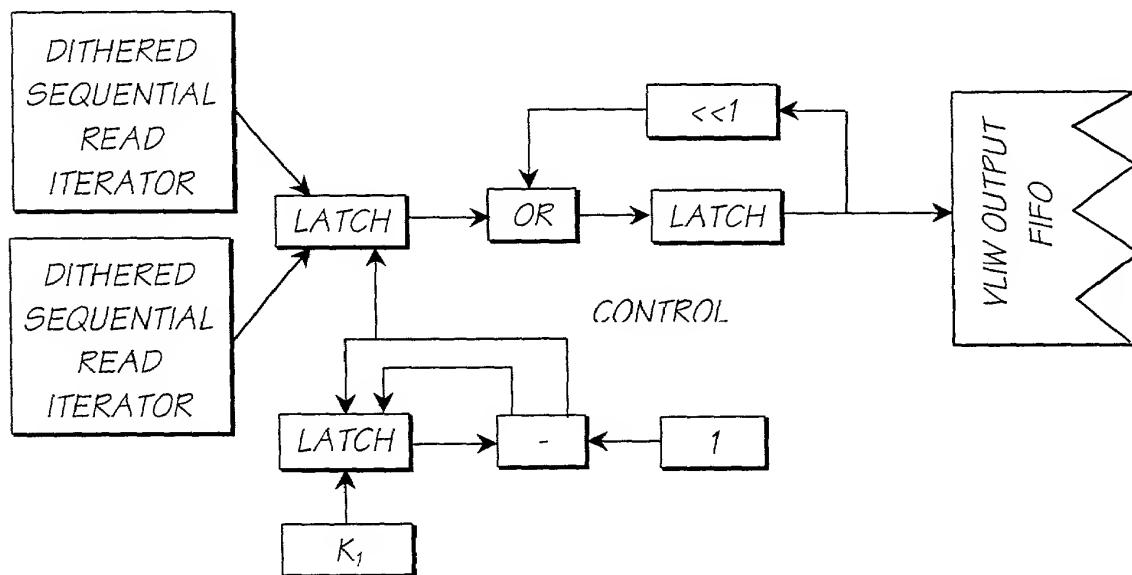 DITHERED
SEQUENTIAL
READ
ITERATOR
DITHERED
SEQUENTIAL
READ
ITERATOR
LATCH
OR
<<1
LATCH
VLIW OUTPUT
FIFO
CONTROL
LATCH
-
1
K₁